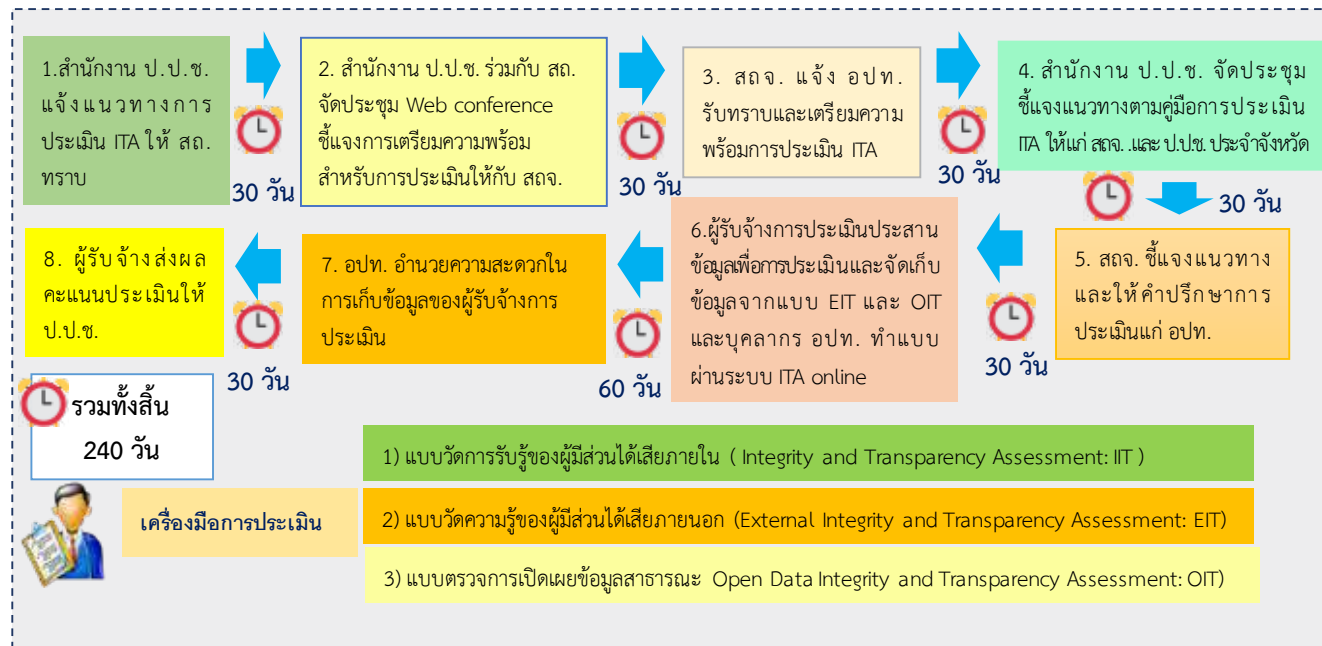 1.สำนักงาน ป.ป.ช.
แจ้งแนวทางการ
ประเมิน ITA ให้ สถ.
ทราบ
30 วัน
2. สำนักงาน ป.ป.ช. ร่วมกับ สถ.
จัดประชุม Web conference
ชี้แจงการเตรียมความพร้อม
สำหรับการประเมินให้กับ สถจ.
30 วัน
3. สถจ. แจ้ง อปท.
รับทราบและเตรียมความ
พร้อมการประเมิน ITA
30 วัน
4. สำนักงาน ป.ป.ช. จัดประชุม
ชี้แจงแนวทางตามคู่มือการประเมิน
ITA ให้แก่ สถจ. .และ ป.ป.ช. ประจำจังหวัด
30 วัน
5. สถจ. ชี้แจงแนวทาง
และให้คำปรึกษาการ
ประเมินแก่ อปท.
30 วัน
6.ผู้รับจ้างการประเมินประสาน
ข้อมูลเพื่อการประเมินและจัดเก็บ
ข้อมูลจากแบบ EIT และ OIT
และบุคลากร อปท. ทำแบบ
ผ่านระบบ ITA online
60 วัน
7. อปท. อำนวยความสะดวกใน
การเก็บข้อมูลของผู้รับจ้างการ
ประเมิน
30 วัน
8. ผู้รับจ้างส่งผล
คะแนนประเมินให้
ป.ป.ช.
รวมทั้งสิ้น
240 วัน
เครื่องมือการประเมิน
1) แบบวัดการรับรู้ของผู้มีส่วนได้เสียภายใน ( Integrity and Transparency Assessment: IIT )
2) แบบวัดความรู้ของผู้มีส่วนได้เสียภายนอก (External Integrity and Transparency Assessment: EIT)
3) แบบตรวจการเปิดเผยข้อมูลสาธารณะ Open Data Integrity and Transparency Assessment: OIT)